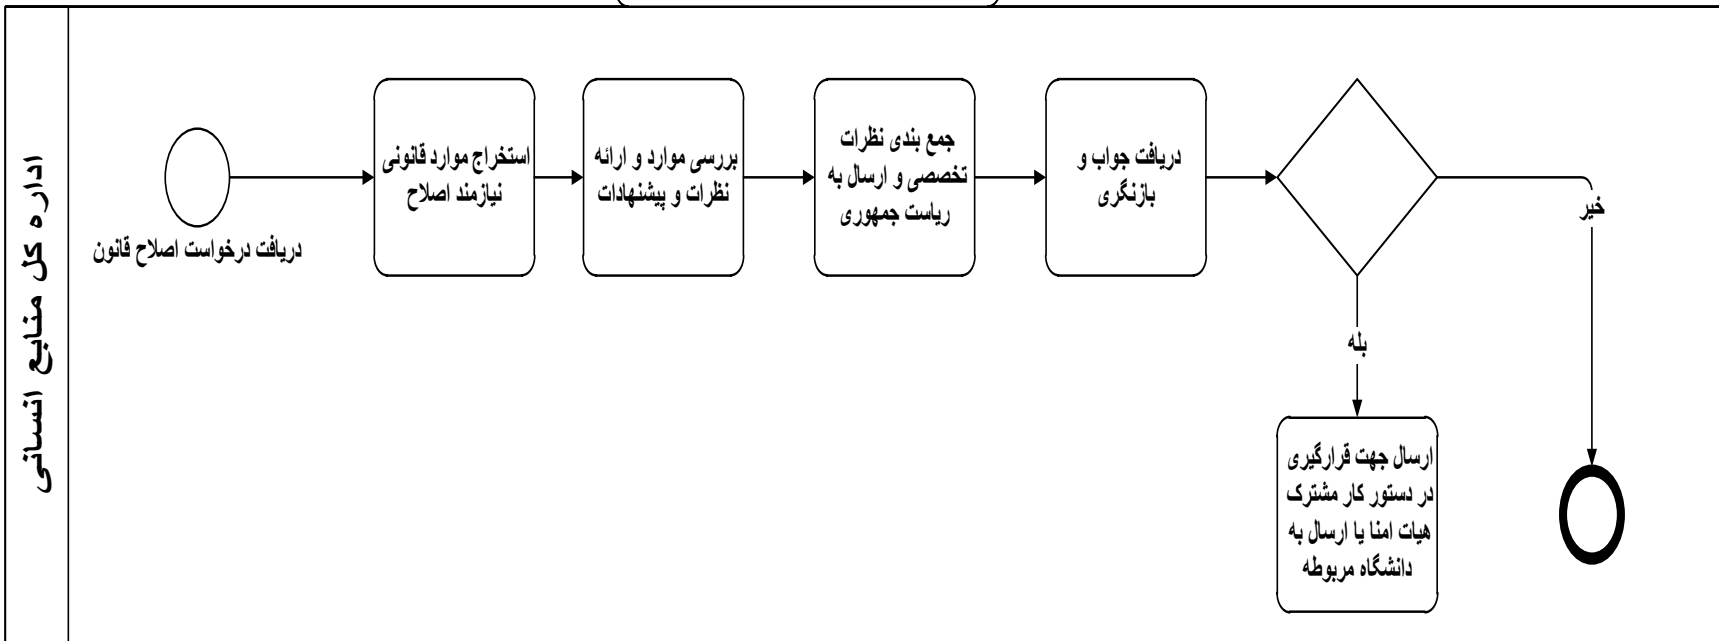 اداره کل منابع انسانی
دریافت درخواست اصلاح قانون
استخراج موارد قانونی
نیازمند اصلاح
بررسی موارد و ارائه
نظرات و پیشنهادات
جمع بندی نظرات
تخصصی و ارسال به
ریاست جمهوری
دریافت جواب و
بازنگری
خیر
بله
ارسال جهت قرارگیری
در دستور کار مشترک
هیات امنا یا ارسال به
دانشگاه مربوطه